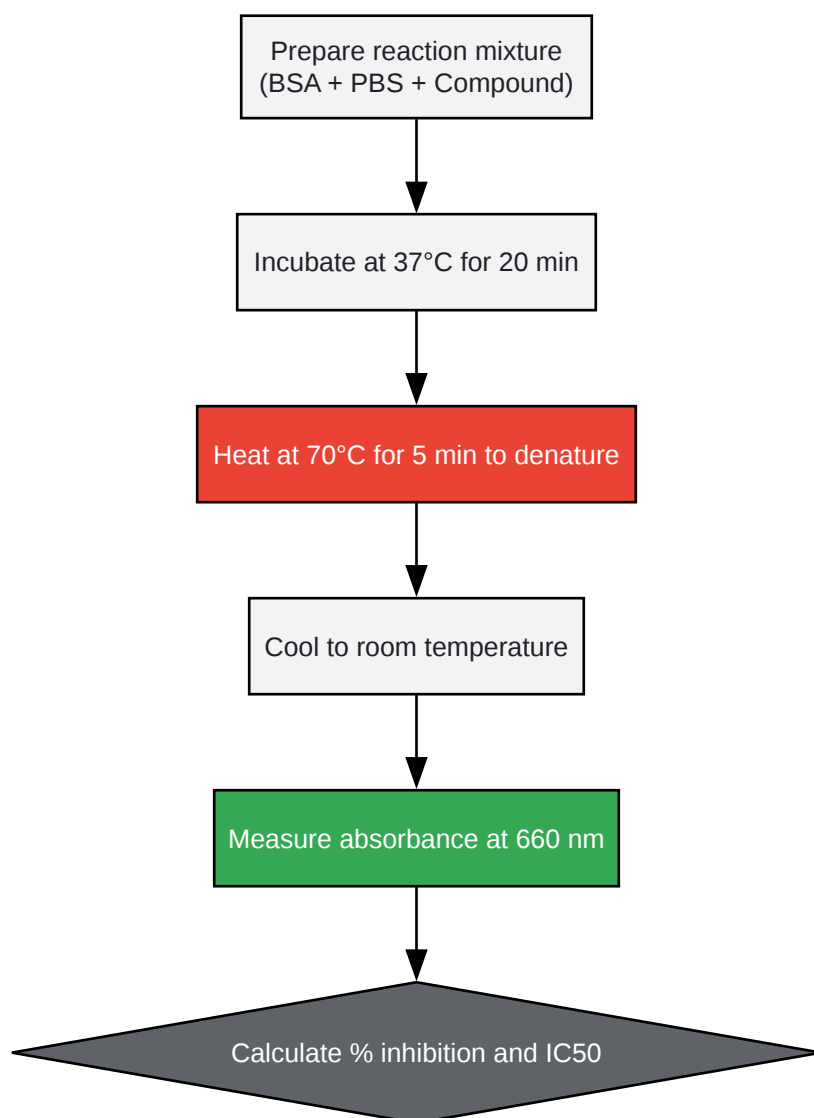 Prepare reaction mixture
(BSA + PBS + Compound)
Incubate at 37°C for 20 min
Heat at 70°C for 5 min to denature
Cool to room temperature
Measure absorbance at 660 nm
Calculate % inhibition and IC50